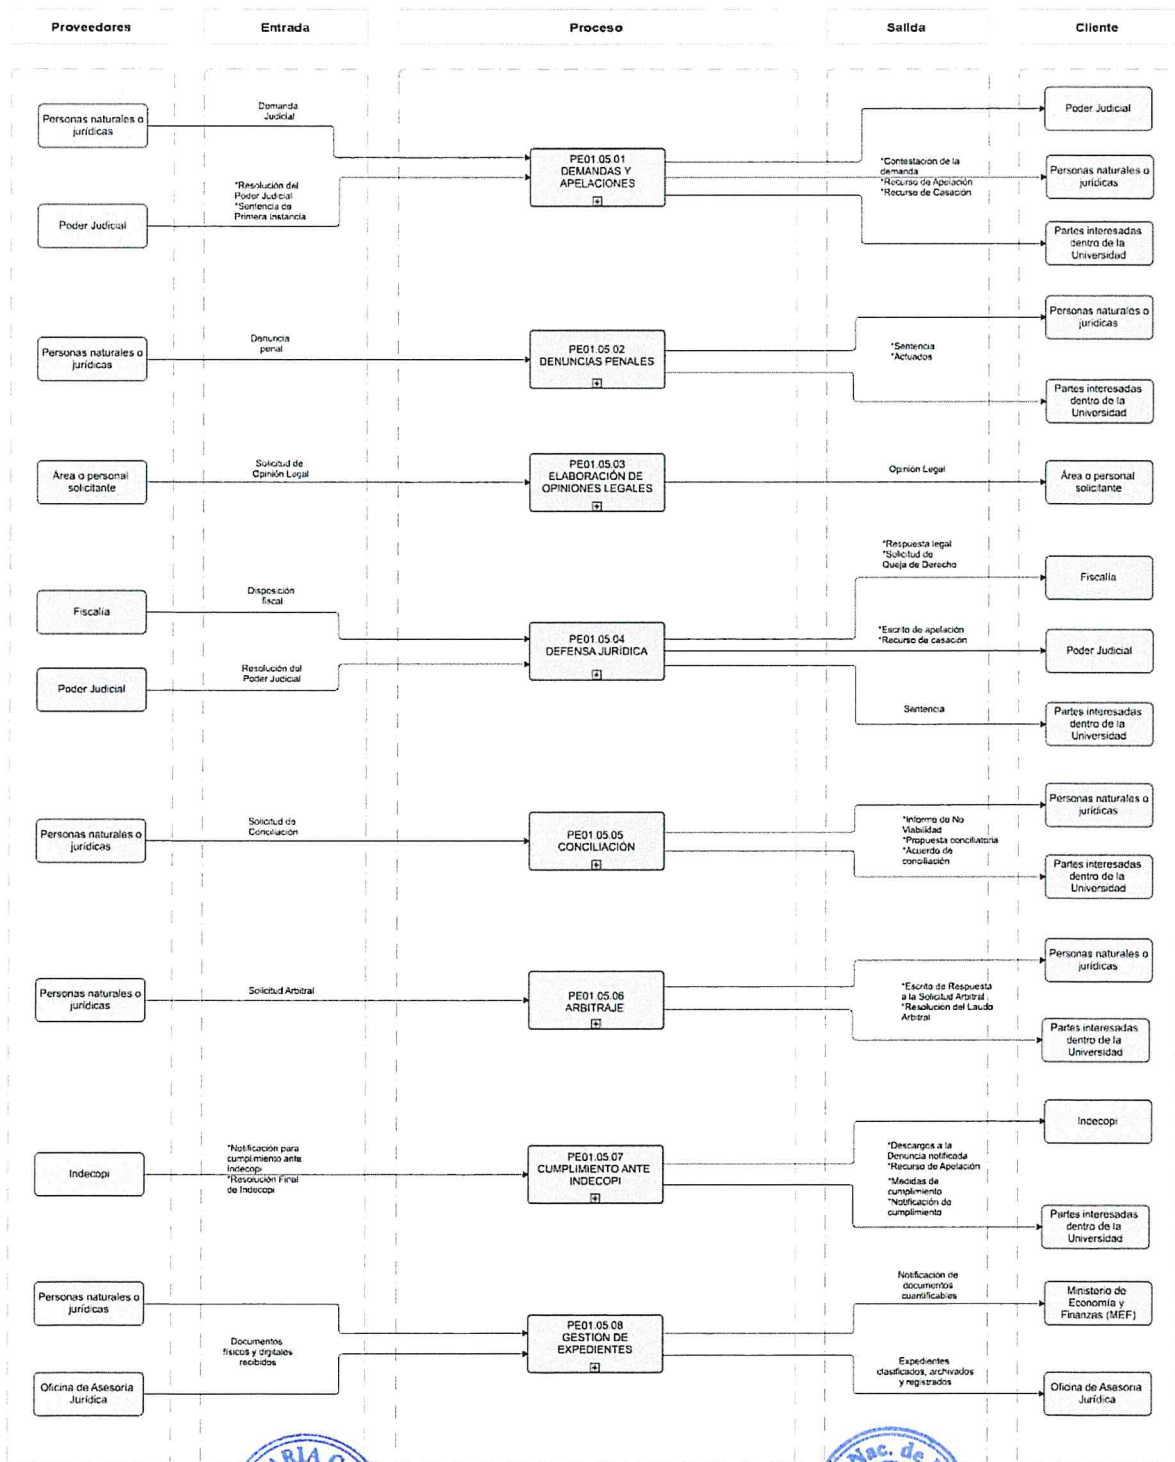 Proveedores
Entrada
Proceso
Salida
Cliente
Personas naturales o
jurídicas
Demanda
Judicial
Poder Judicial
*Resolución del
Poder Judicial
*Sentencia de
Primera Instancia
PE01.05.01
DEMANDAS Y
APELACIONES
*Contestación de la
demanda
*Recurso de Apelación
*Recurso de Casación
Poder Judicial
Personas naturales o
jurídicas
Partes interesadas
dentro de la
Universidad
Personas naturales o
jurídicas
Denuncia
penal
PE01.05.02
DENUNCIAS PENALES
*Sentencia
*Actuados
Personas naturales o
jurídicas
Partes interesadas
dentro de la
Universidad
Área o personal
solicitante
Solicitud de
Opinión Legal
PE01.05.03
ELABORACIÓN DE
OPINIONES LEGALES
Opinión Legal
Área o personal
solicitante
Fiscalía
Disposición
fiscal
Poder Judicial
Resolución del
Poder Judicial
PE01.05.04
DEFENSA JURÍDICA
*Respuesta legal
*Solicitud de
Queja de Derecho
Fiscalía
*Escrito de apelación
*Recurso de casación
Poder Judicial
Sentencia
Partes interesadas
dentro de la
Universidad
Personas naturales o
jurídicas
Solicitud de
Conciliación
PE01.05.05
CONCILIACIÓN
*Informe de No
Viabilidad
*Propuesta conciliatoria
*Acuerdo de
conciliación
Personas naturales o
jurídicas
Partes interesadas
dentro de la
Universidad
Personas naturales o
jurídicas
Solicitud Arbitral
PE01.05.06
ARBITRAJE
*Escrito de Respuesta
a la Solicitud Arbitral
*Resolución del Laudo
Arbitral
Personas naturales o
jurídicas
Partes interesadas
dentro de la
Universidad
Indecopi
*Notificación para
cumplimiento ante
Indecopi
*Resolución Final
de Indecopi
PE01.05.07
CUMPLIMIENTO ANTE
INDECOPI
*Descargos a la
Denuncia notificada
*Recurso de Apelación
*Medidas de
cumplimiento
*Notificación de
cumplimiento
Indecopi
Partes interesadas
dentro de la
Universidad
Personas naturales o
jurídicas
Oficina de Asesoría
Jurídica
Documentos
físicos y digitales
recibidos
PE01.05.08
GESTIÓN DE
EXPEDIENTES
Notificación de
documentos
cuantificables
Ministerio de
Economía y
Finanzas (MEF)
Expedientes
clasificados, archivados
y registrados
Oficina de Asesoría
Jurídica
Nac. de